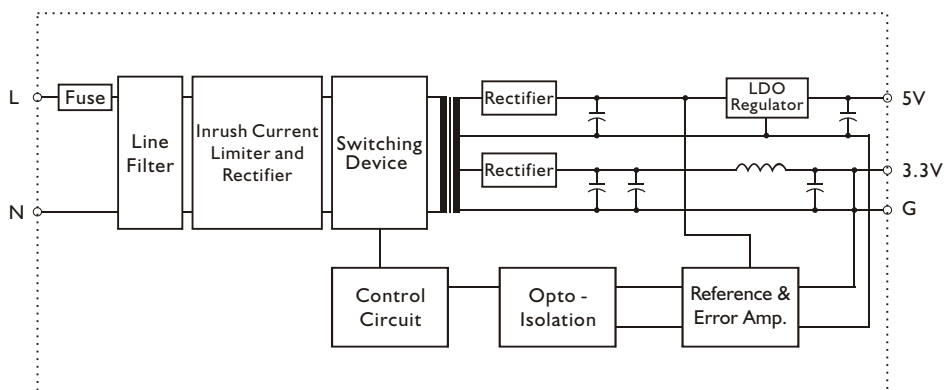 L
Fuse
Line
Filter
Inrush Current
Limiter and
Rectifier
Switching
Device
Rectifier
LDO
Regulator
5V
Rectifier
3.3V
N
G
Control
Circuit
Opto -
Isolation
Reference &
Error Amp.